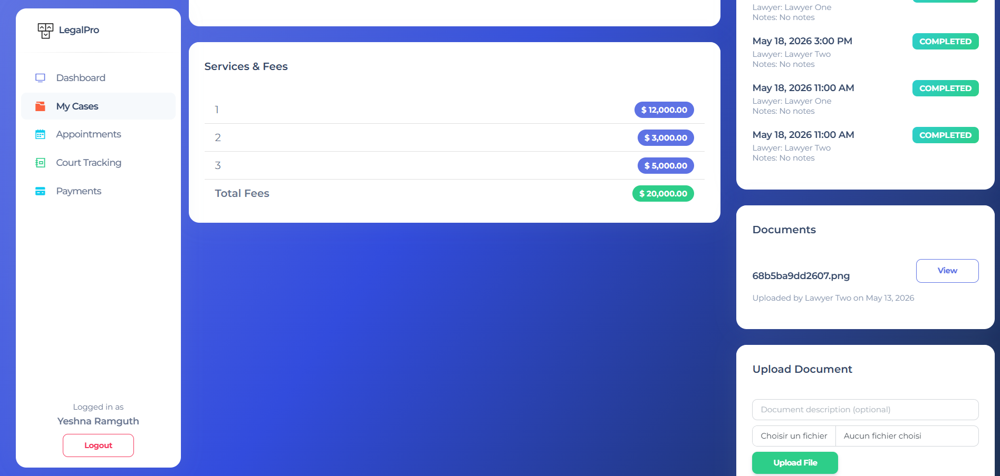 LegalPro
Dashboard
My Cases
Appointments
Court Tracking
Payments
Logged in as
Yeshna Ramguth
Logout
Services & Fees
1 $ 12,000.00
2 $ 3,000.00
3 $ 5,000.00
Total Fees $ 20,000.00
Lawyer: Lawyer One
Notes: No notes
May 18, 2026 3:00 PM COMPLETED
Lawyer: Lawyer Two
Notes: No notes
May 18, 2026 11:00 AM COMPLETED
Lawyer: Lawyer One
Notes: No notes
May 18, 2026 11:00 AM COMPLETED
Lawyer: Lawyer Two
Notes: No notes
Documents
68b5ba9dd2607.png View
Uploaded by Lawyer Two on May 13, 2026
Upload Document
Document description (optional)
Choisir un fichier Aucun fichier choisi
Upload File